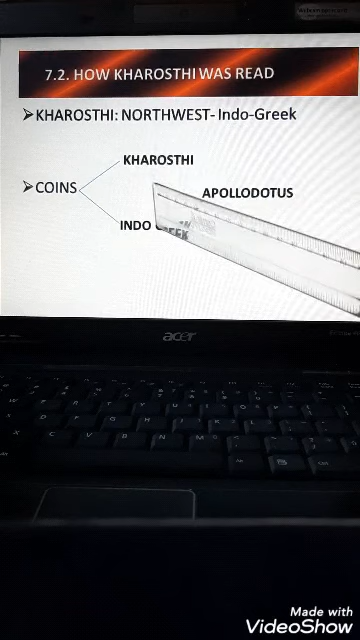 7.2. HOW KHAROSTHI WAS READ
➢KHAROSTHI: NORTHWEST- Indo-Greek
KHAROSTHI
➢COINS
APOLLODOTUS
INDO
acer
Made with
VideoShow